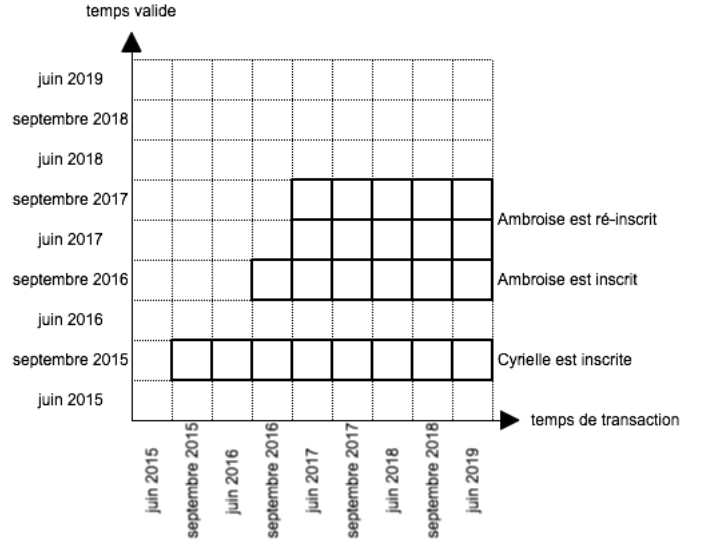 temps valide
juin 2019
septembre 2018
juin 2018
septembre 2017
Ambroise est ré-inscrit
juin 2017
septembre 2016
Ambroise est inscrit
juin 2016
septembre 2015
Cyrielle est inscrite
juin 2015
temps de transaction
juin 2015
septembre 2015
juin 2016
septembre 2016
juin 2017
septembre 2017
juin 2018
septembre 2018
juin 2019